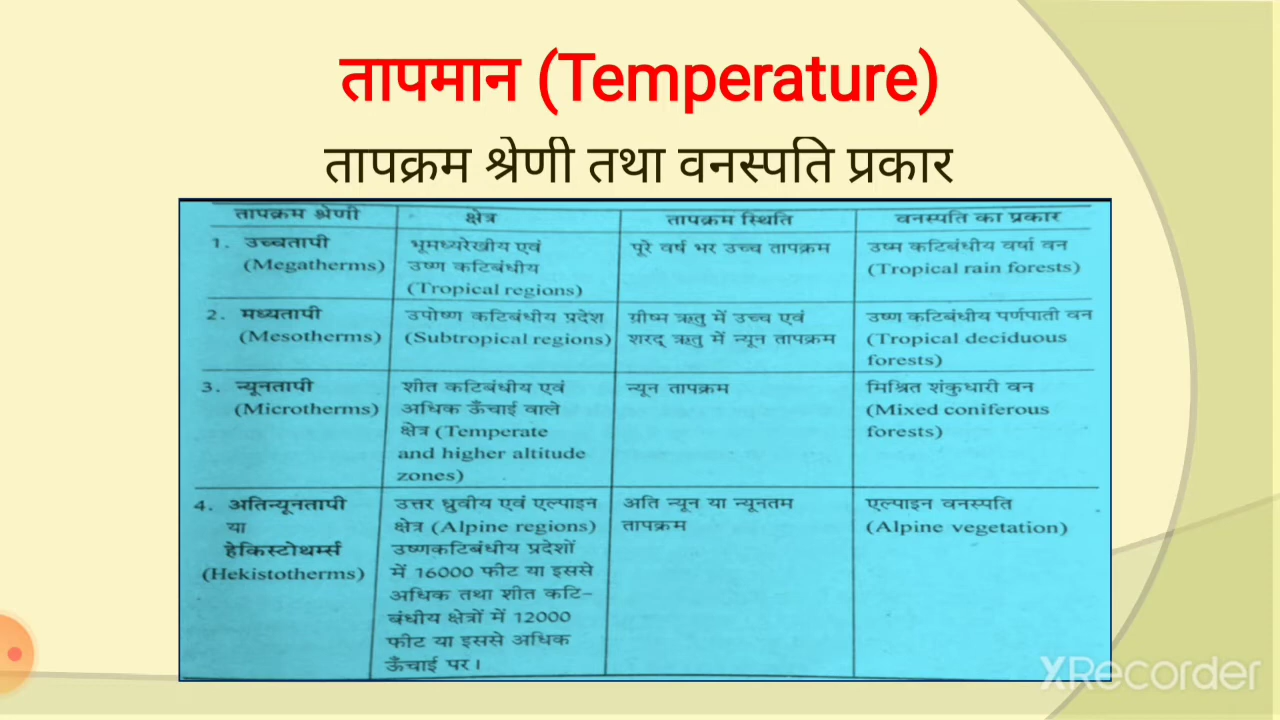 तापमान (Temperature)
तापक्रम श्रेणी तथा वनस्पति प्रकार
तापक्रम श्रेणी क्षेत्र तापक्रम स्थिति वनस्पति का प्रकार
1. उच्चतापी भूमध्यरेखीय एवं पूरे वर्ष भर उच्च तापक्रम उष्म कटिबंधीय वर्षा वन
(Megatherms) उष्ण कटिबंधीय (Tropical rain forests)
(Tropical regions)
2. मध्यतापी उपोष्ण कटिबंधीय प्रदेश ग्रीष्म ऋतु में उच्च एवं उष्ण कटिबंधीय पर्णपाती वन
(Mesotherms) (Subtropical regions) शरद् ऋतु में न्यून तापक्रम (Tropical deciduous
forests)
3. न्यूनतापी शीत कटिबंधीय एवं न्यून तापक्रम मिश्रित शंकुधारी वन
(Microtherms) अधिक ऊँचाई वाले (Mixed coniferous
क्षेत्र (Temperate forests)
and higher altitude
zones)
4. अतिन्यूनतापी उत्तर ध्रुवीय एवं एल्पाइन अति न्यून या न्यूनतम एल्पाइन वनस्पति
या क्षेत्र (Alpine regions) तापक्रम (Alpine vegetation)
हेकिस्टोथर्म्स उष्णकटिबंधीय प्रदेशों
(Hekistotherms) में 16000 फीट या इससे
अधिक तथा शीत कटि-
बंधीय क्षेत्रों में 12000
फीट या इससे अधिक
ऊँचाई पर।
XRecorder